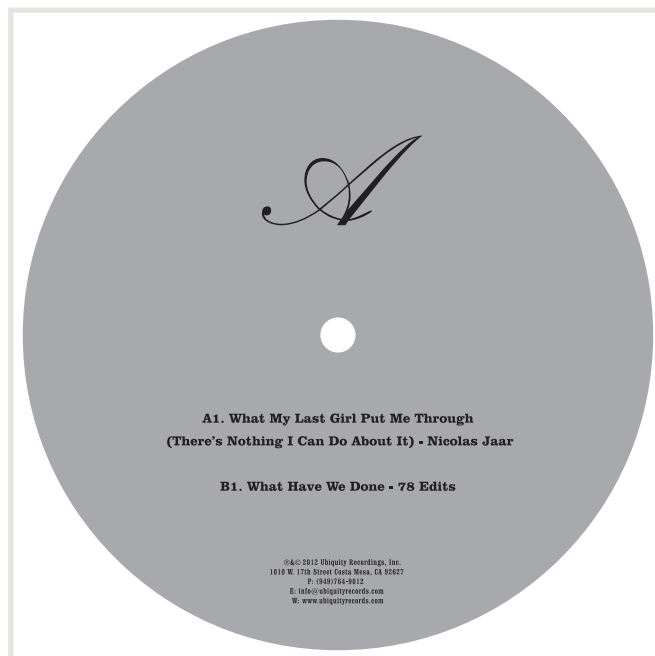 A
A1. What My Last Girl Put Me Through
(There's Nothing I Can Do About It) - Nicolas Jaar
B1. What Have We Done - 78 Edits
℗&© 2012 Ubiquity Recordings, Inc.
1010 W. 17th Street Costa Mesa, CA 92627
P: (949)764-9012
E: info@ubiquityrecords.com
W: www.ubiquityrecords.com